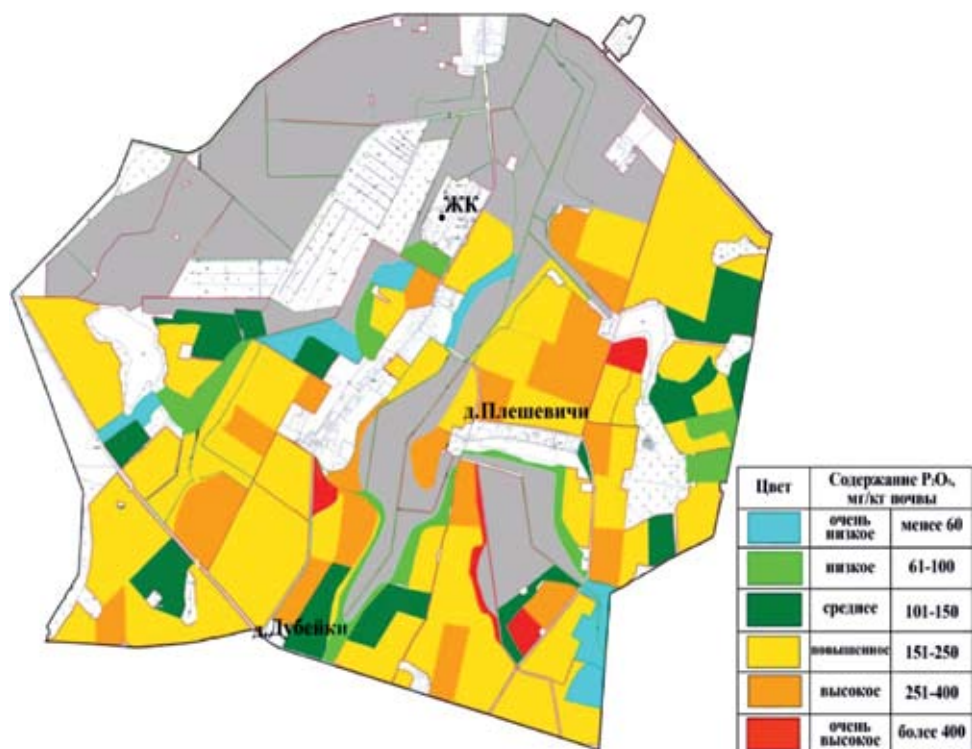 ЖК
д.Плешевичи
д.Дубейки
Цвет
Содержание P₂O₅,
мг/кг почвы
очень
низкое
менее 60
низкое
61-100
среднее
101-150
повышенное
151-250
высокое
251-400
очень
высокое
более 400